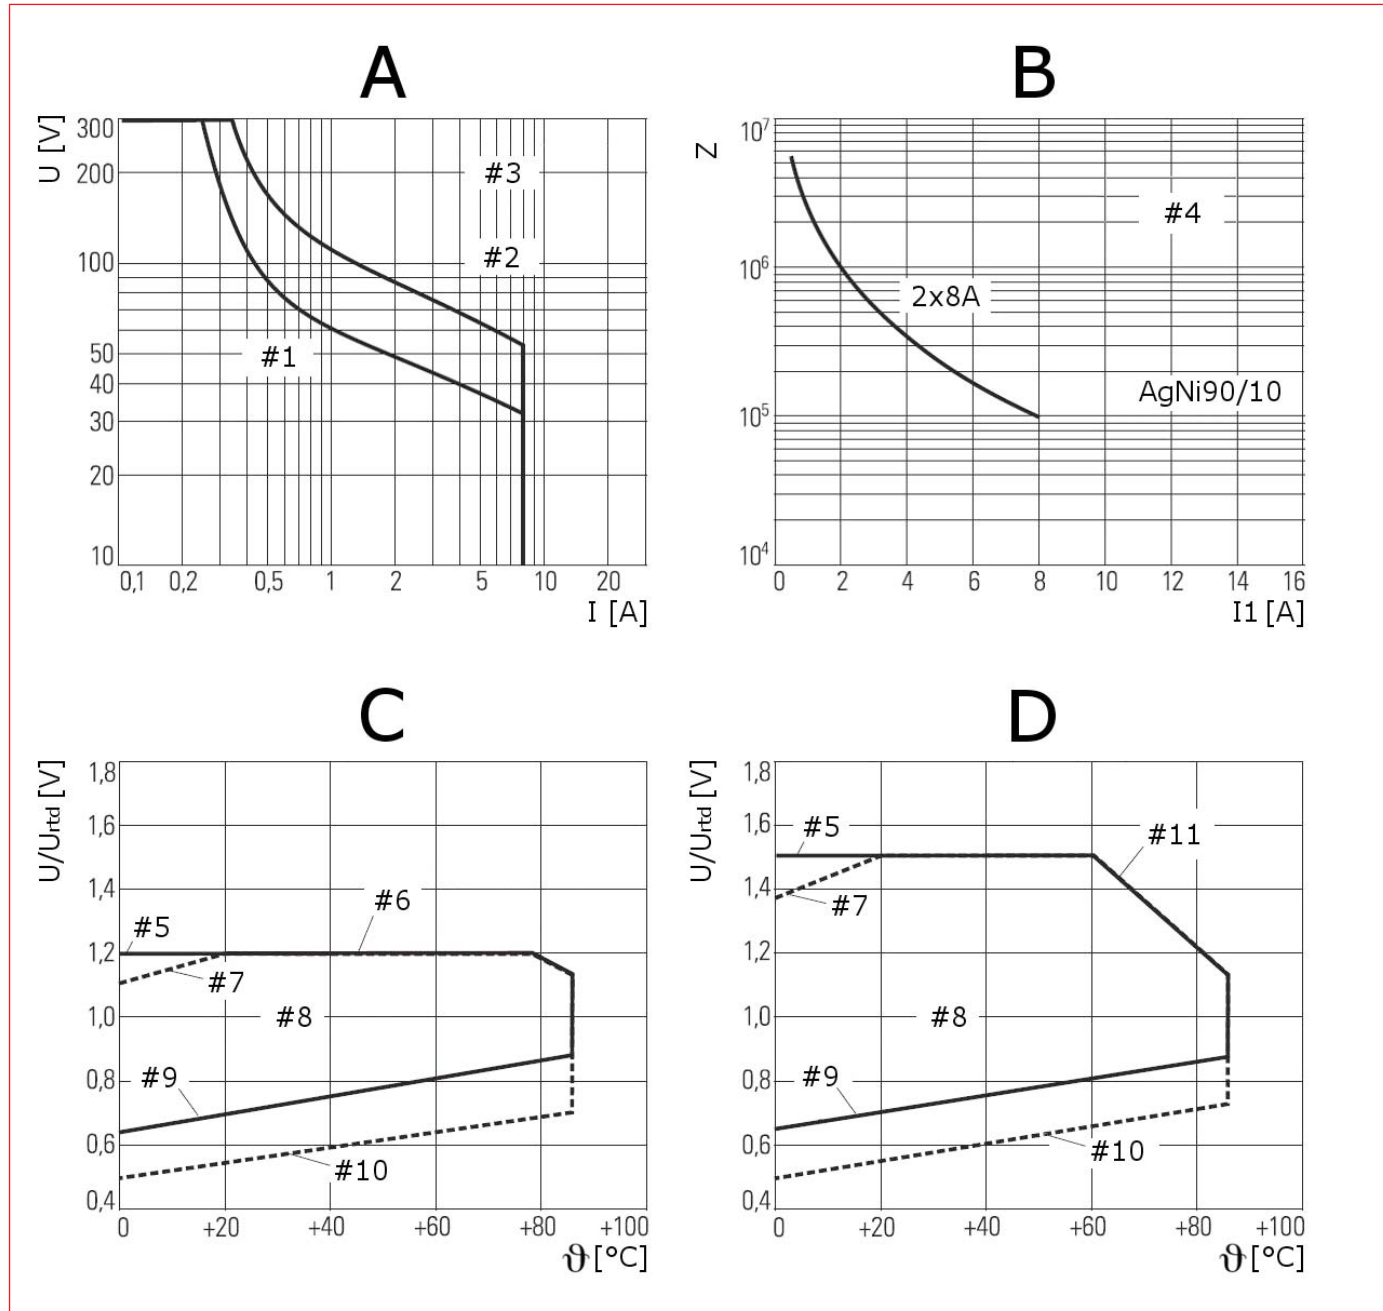 A
U [V]
300
200
100
50
40
30
20
10
#3
#2
#1
0,1 0,2 0,5 1 2 5 10 20
I [A]
B
Z
10⁷
10⁶
10⁵
10⁴
#4
2x8A
AgNi90/10
0 2 4 6 8 10 12 14 16
I1 [A]
C
U/Urtd [V]
1,8
1,6
1,4
1,2
1,0
0,8
0,6
0,4
#6
#5
#7
#8
#9
#10
0 +20 +40 +60 +80 +100
ϑ [°C]
D
U/Urtd [V]
1,8
1,6
1,4
1,2
1,0
0,8
0,6
0,4
#5
#11
#7
#8
#9
#10
0 +20 +40 +60 +80 +100
ϑ [°C]